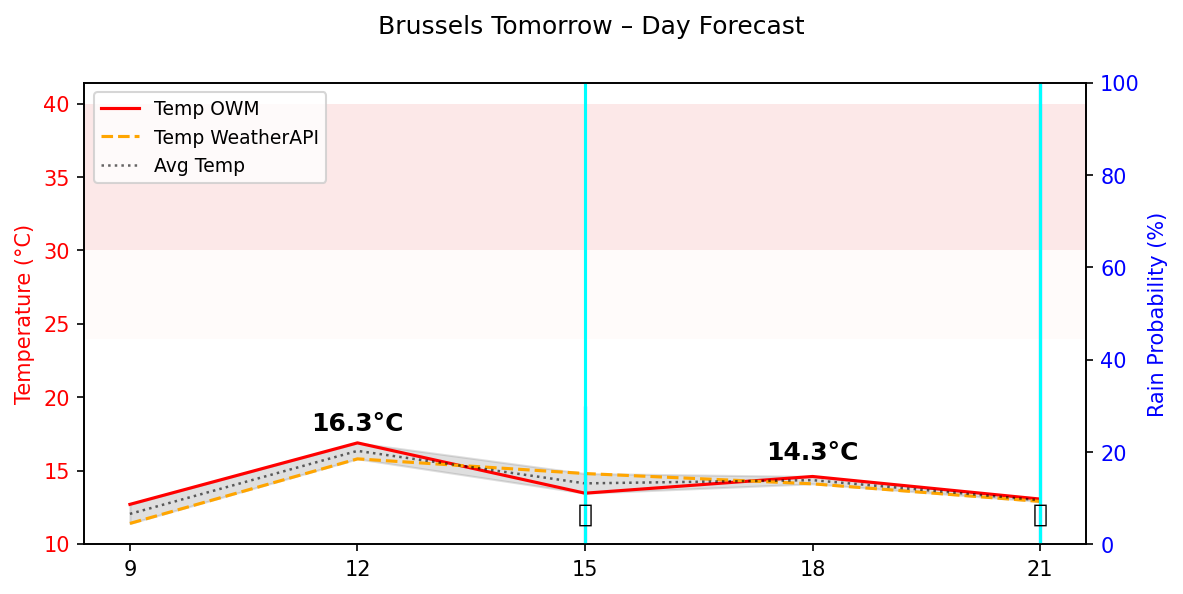 Brussels Tomorrow – Day Forecast
Temp OWM
Temp WeatherAPI
Avg Temp
Temperature (°C)
40
35
30
25
20
15
10
100
80
60
40
20
0
Rain Probability (%)
16.3°C
14.3°C
9
12
15
18
21